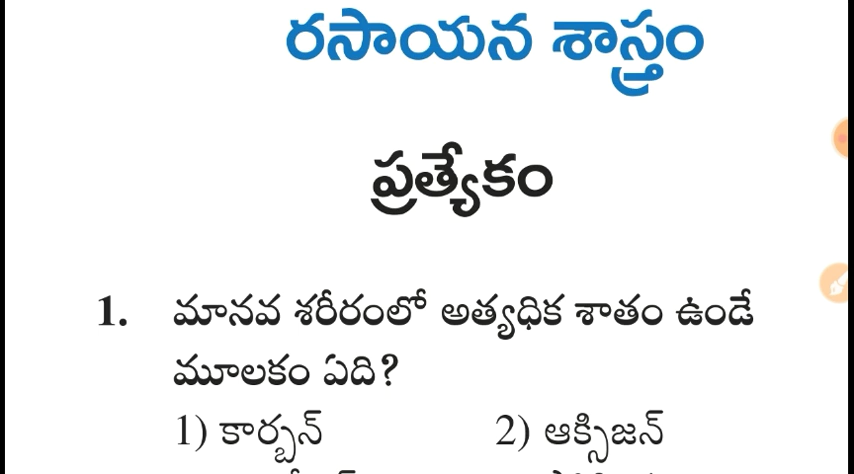 రసాయన శాస్త్రం
ప్రత్యేకం
1. మానవ శరీరంలో అత్యధిక శాతం ఉండే
మూలకం ఏది?
1) కార్బన్ 2) ఆక్సిజన్